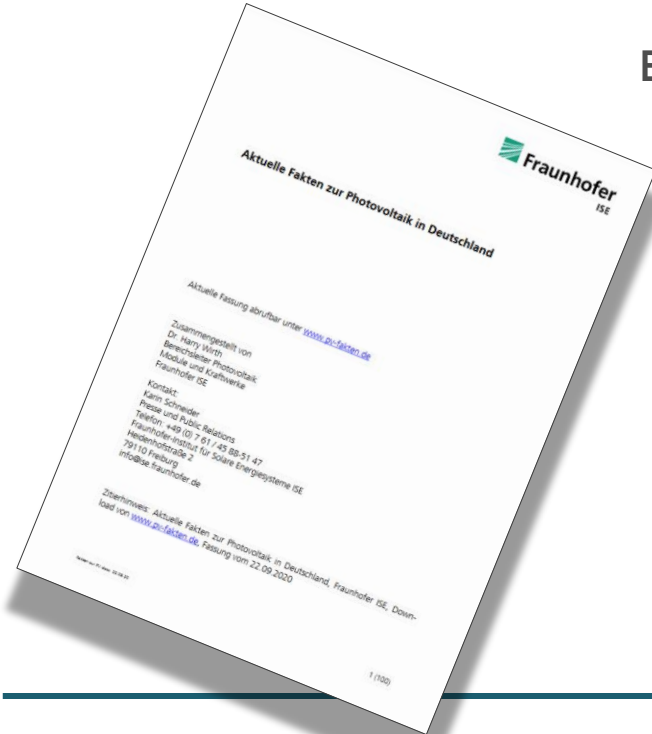 E
Fraunhofer
ISE
Aktuelle Fakten zur Photovoltaik in Deutschland
Aktuelle Fassung abrufbar unter www.pv-fakten.de
Zusammengestellt von
Dr. Harry Wirth
Bereichsleiter Photovoltaik
Module und Kraftwerke
Fraunhofer ISE
Kontakt:
Karin Schneider
Presse und Public Relations
Telefon: +49 (0) 7 61 / 45 88-51 47
Fraunhofer-Institut für Solare Energiesysteme ISE
Heidenhofstraße 2
79110 Freiburg
info@ise.fraunhofer.de
Zitierhinweis: Aktuelle Fakten zur Photovoltaik in Deutschland, Fraunhofer ISE, Down-
load von www.pv-fakten.de, Fassung vom 22.09.2020
1 (100)